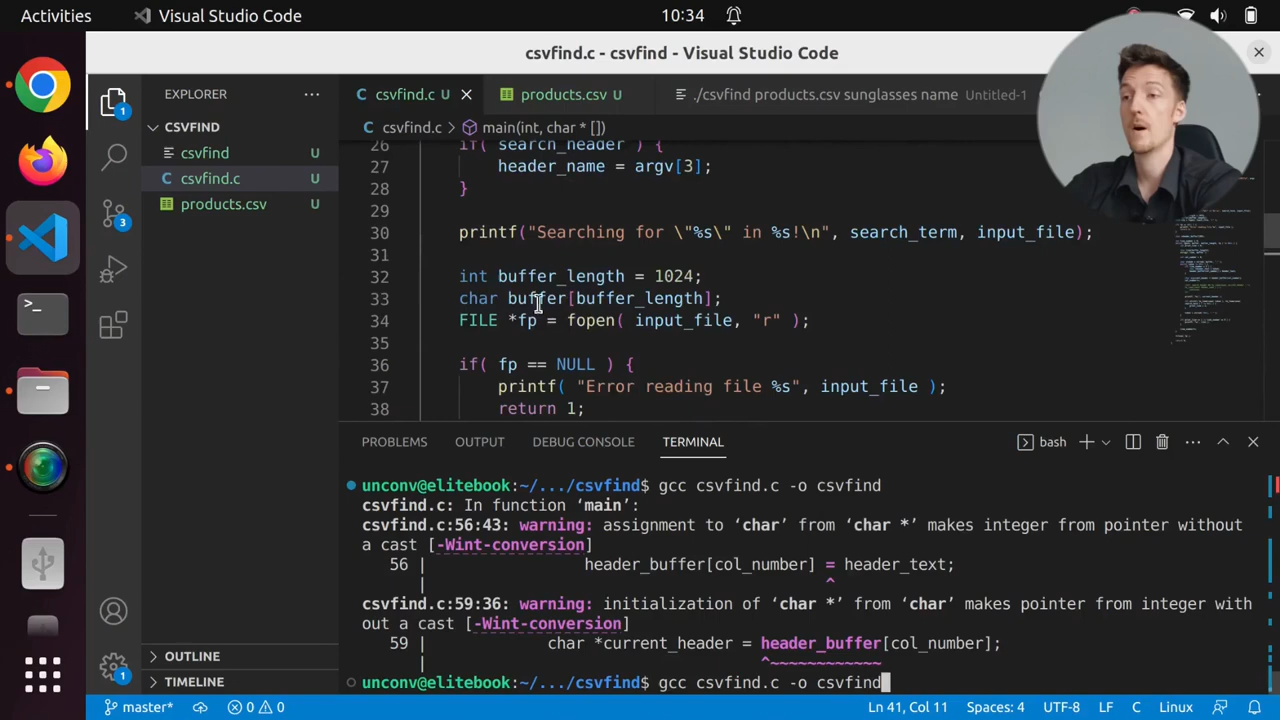 Activities
Visual Studio Code
10:34
csvfind.c - csvfind - Visual Studio Code
EXPLORER
csvfind.c U
products.csv U
./csvfind products.csv sunglasses name Untitled-1
CSVFIND
csvfind.c > main(int, char * [])
csvfind U
csvfind.c U
products.csv U
26 if( search_header ) {
27 header_name = argv[3];
28 }
29
30 printf("Searching for \"%s\" in %s!\n", search_term, input_file);
31
32 int buffer_length = 1024;
33 char buffer[buffer_length];
34 FILE *fp = fopen( input_file, "r" );
35
36 if( fp == NULL ) {
37 printf( "Error reading file %s", input_file );
38 return 1;
PROBLEMS OUTPUT DEBUG CONSOLE TERMINAL
bash
unconv@elitebook:~/.../csvfind$ gcc csvfind.c -o csvfind
csvfind.c: In function ‘main’:
csvfind.c:56:43: warning: assignment to ‘char’ from ‘char *’ makes integer from pointer without
a cast [-Wint-conversion]
56 | header_buffer[col_number] = header_text;
| ^
csvfind.c:59:36: warning: initialization of ‘char *’ from ‘char’ makes pointer from integer with
out a cast [-Wint-conversion]
59 | char *current_header = header_buffer[col_number];
| ^~~~~~~~~~~~~
unconv@elitebook:~/.../csvfind$ gcc csvfind.c -o csvfind
OUTLINE
TIMELINE
1
3
1
master*
0 0
Ln 41, Col 11
Spaces: 4
UTF-8
LF
C
Linux